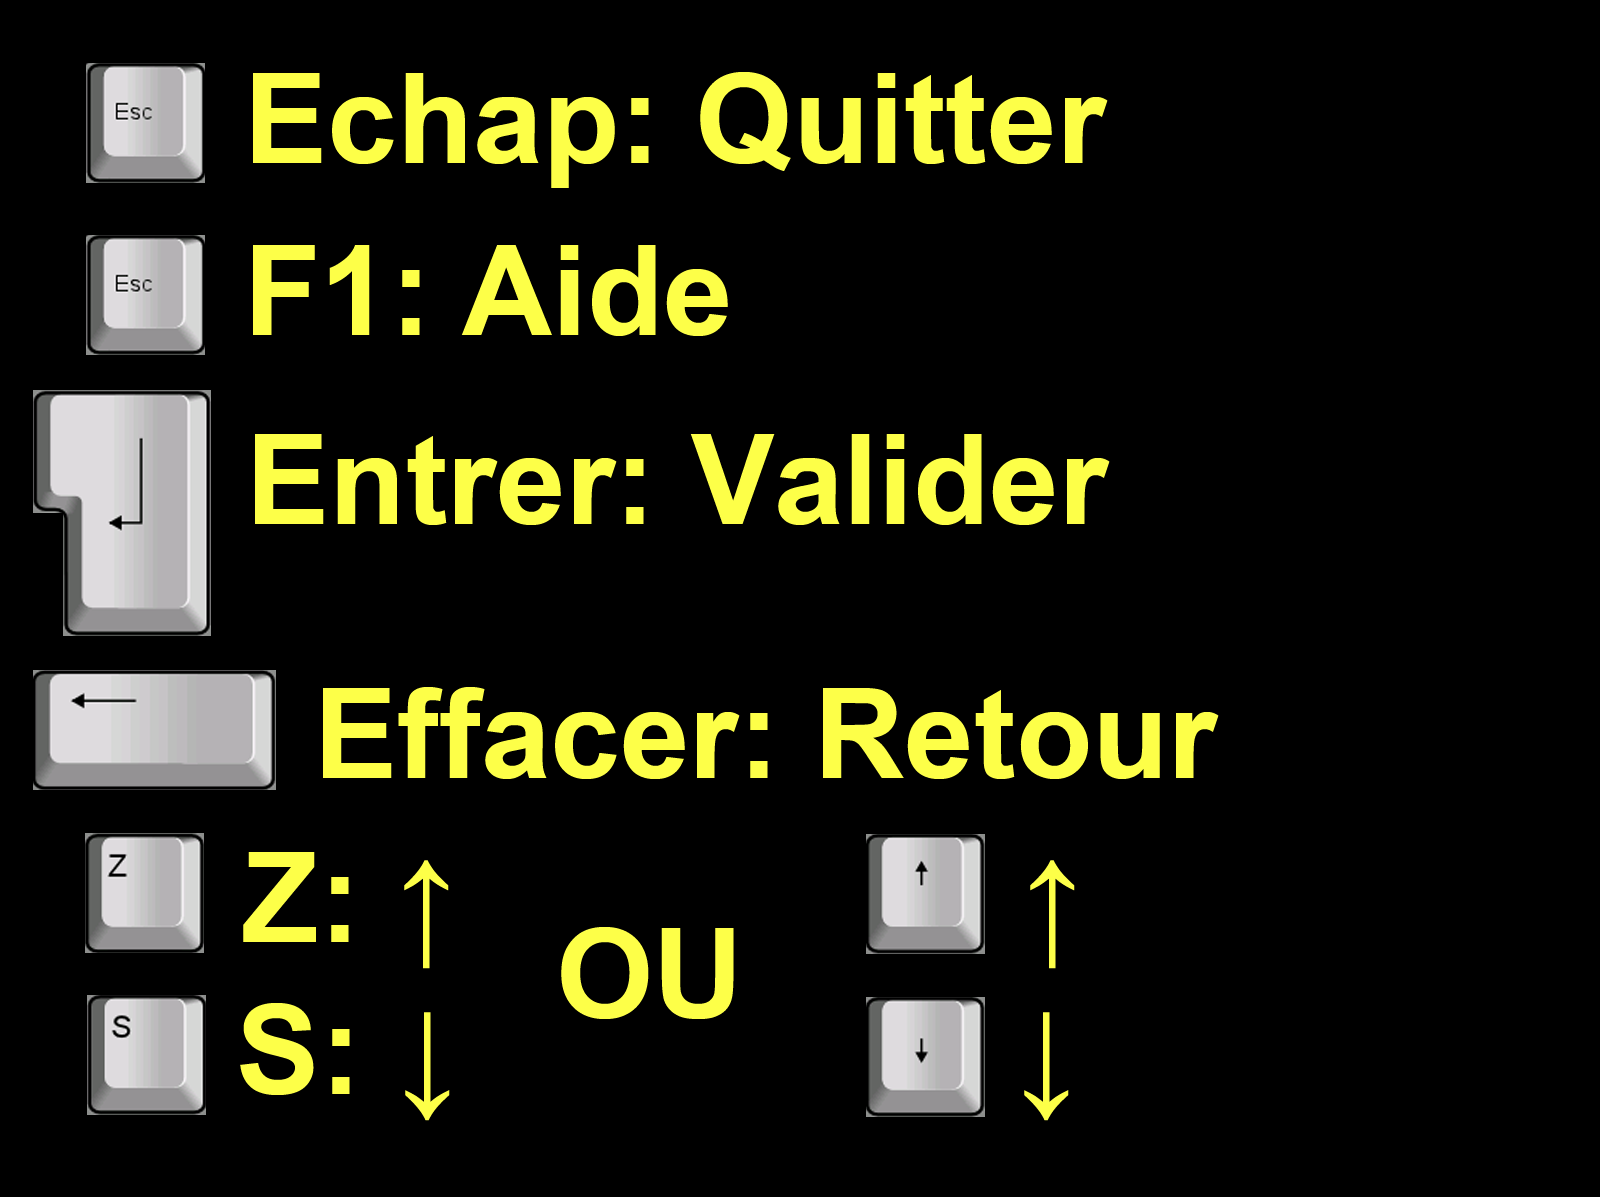 Esc Echap: Quitter
Esc F1: Aide
Entrer: Valider
Effacer: Retour
Z Z: ↑
OU
↑ ↑
S S: ↓
↓ ↓